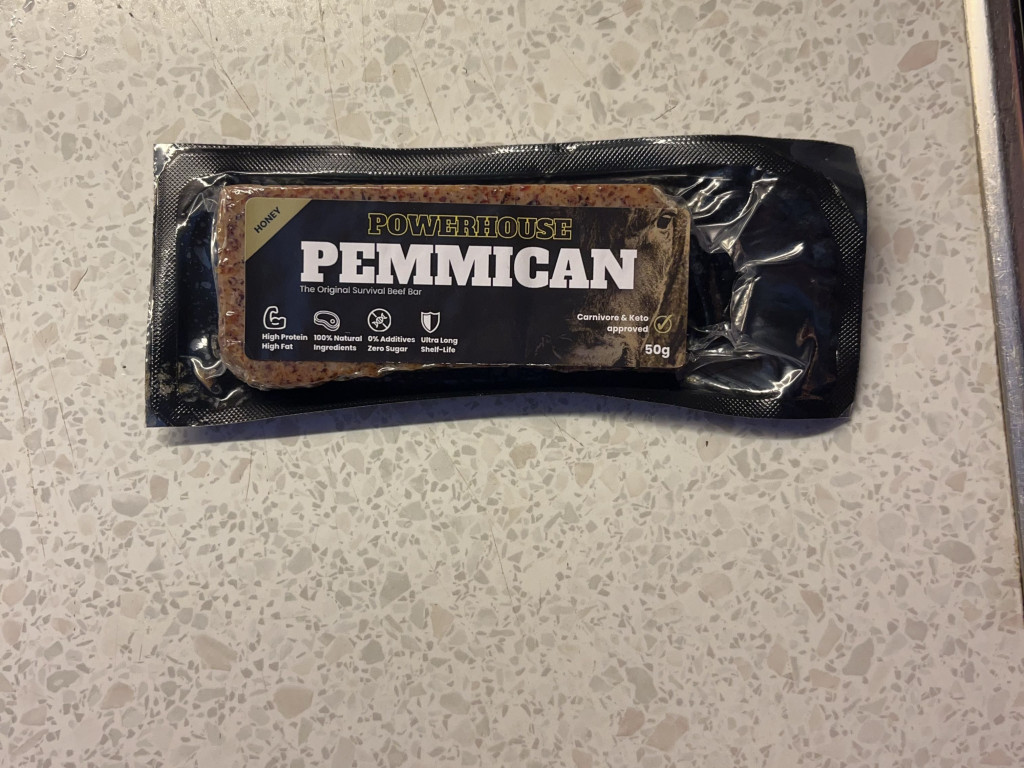 HONEY
POWERHOUSE
PEMMICAN
The Original Survival Beef Bar
High Protein
High Fat
100% Natural
Ingredients
0% Additives
Zero Sugar
Ultra Long
Shelf-Life
Carnivore & Keto
approved
50g